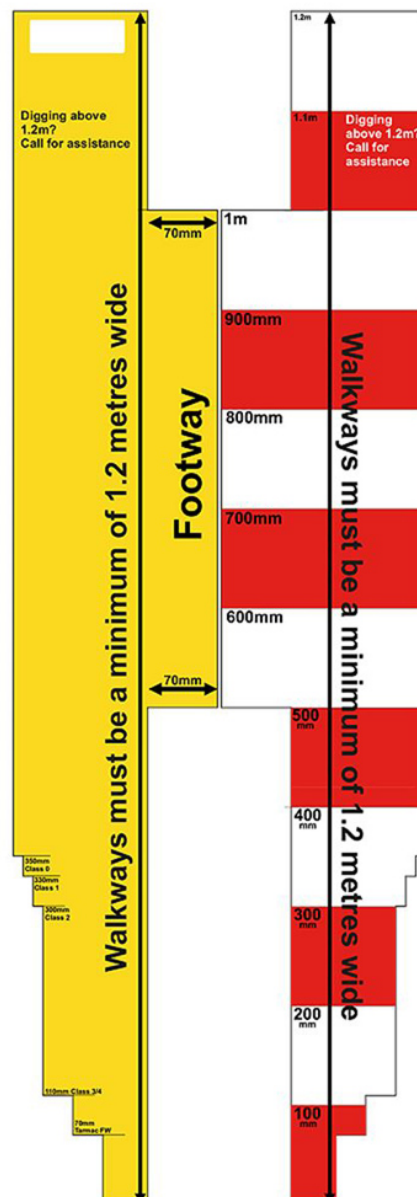 Digging above
1.2m?
Call for
assistance
Walkways must be a minimum of 1.2 metres wide
350mm
Class 0
330mm
Class 1
300mm
Class 2
110mm Class 3/4
70mm
Tarmac FW
70mm
Footway
70mm
1.2m
1.1m
Digging
above
1.2m?
Call for
assistance
1m
900mm
800mm
700mm
600mm
500
mm
400
mm
300
mm
200
mm
100
mm
Walkways must be a minimum of 1.2 metres wide